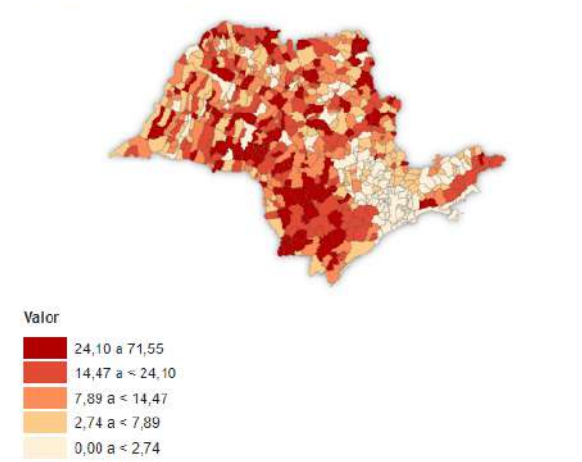 Valor
24,10 a 71,55
14,47 a < 24,10
7,89 a < 14,47
2,74 a < 7,89
0,00 a < 2,74